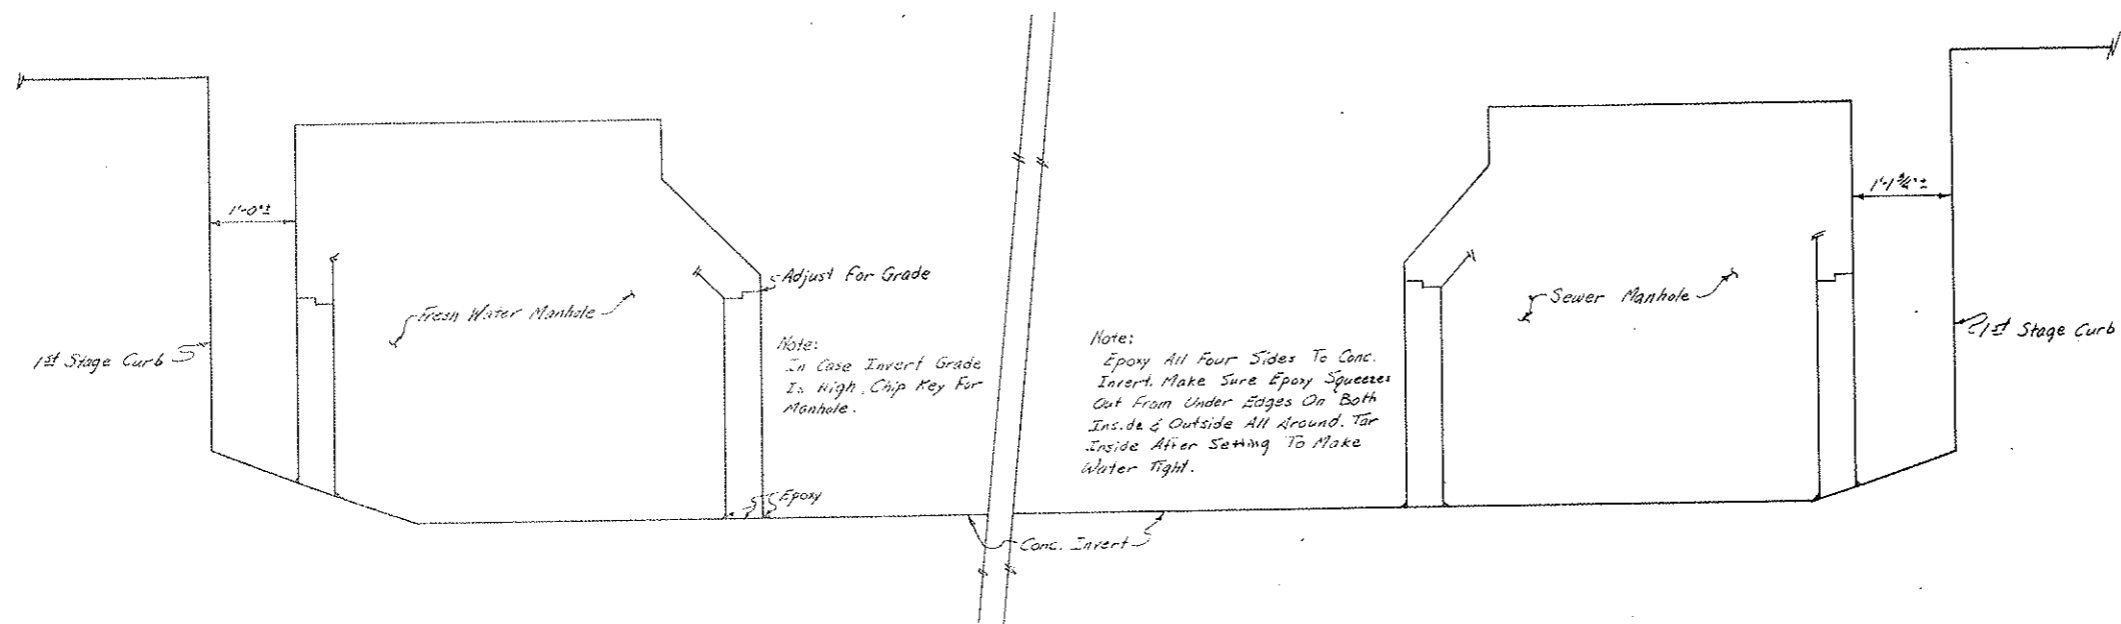 1'-0"±
1'-1 3/4"±
Adjust For Grade
Fresh Water Manhole
Sewer Manhole
1st Stage Curb
1st Stage Curb
Note:
In Case Invert Grade
Is High, Chip Key For
Manhole.
Note:
Epoxy All Four Sides To Conc.
Invert. Make Sure Epoxy Squeezes
Out From Under Edges On Both
Inside & Outside All Around. Tar
Inside After Setting To Make
Water Tight.
Epoxy
Conc. Invert